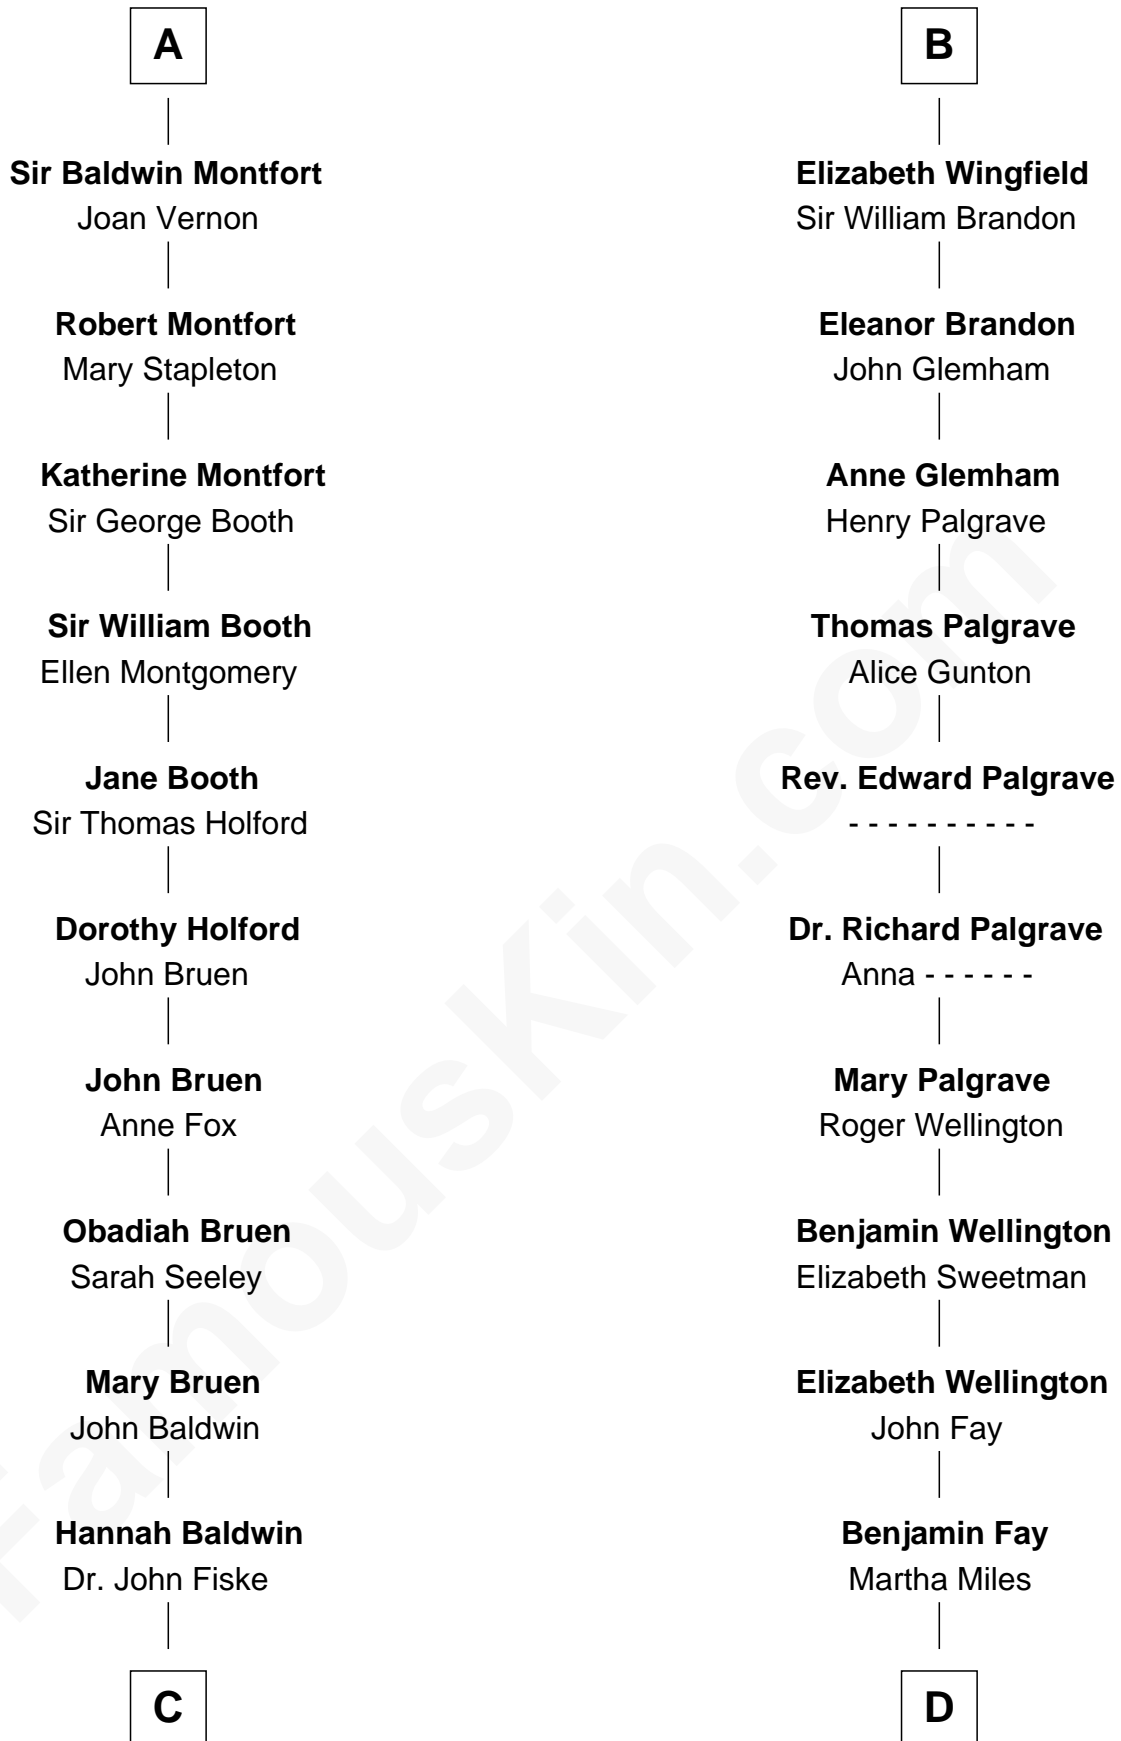 A
Sir Baldwin Montfort
Joan Vernon
Robert Montfort
Mary Stapleton
Katherine Montfort
Sir George Booth
Sir William Booth
Ellen Montgomery
Jane Booth
Sir Thomas Holford
Dorothy Holford
John Bruen
John Bruen
Anne Fox
Obadiah Bruen
Sarah Seeley
Mary Bruen
John Baldwin
Hannah Baldwin
Dr. John Fiske
C
B
Elizabeth Wingfield
Sir William Brandon
Eleanor Brandon
John Glemham
Anne Glemham
Henry Palgrave
Thomas Palgrave
Alice Gunton
Rev. Edward Palgrave
- - - - - - - - - -
Dr. Richard Palgrave
Anna - - - - - -
Mary Palgrave
Roger Wellington
Benjamin Wellington
Elizabeth Sweetman
Elizabeth Wellington
John Fay
Benjamin Fay
Martha Miles
D
FamousKin.com